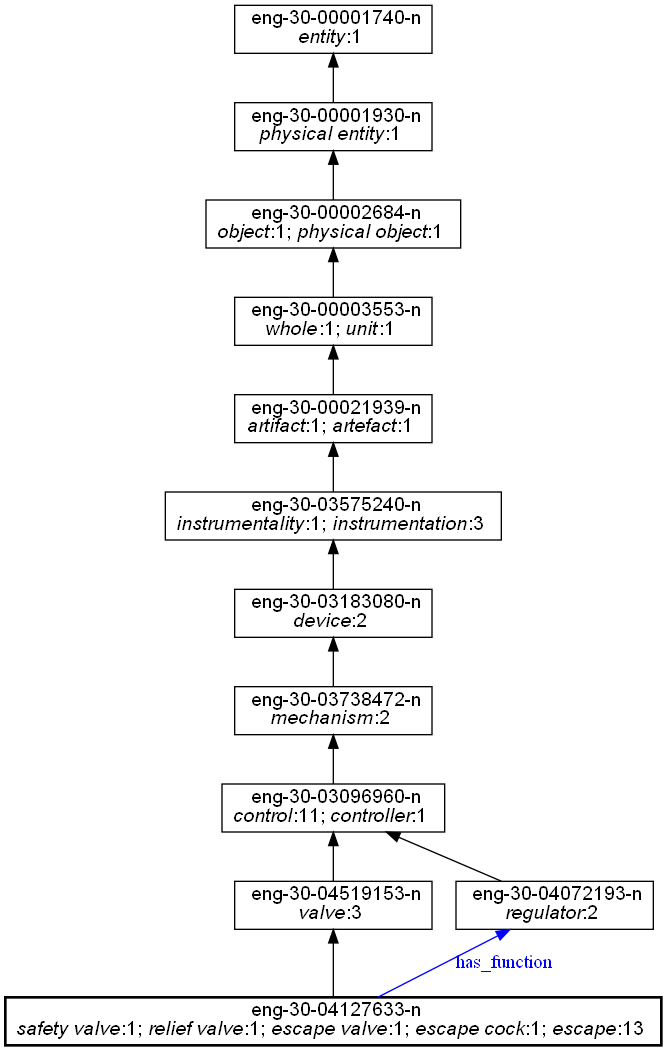 eng-30-00001740-n
entity:1
eng-30-00001930-n
physical entity:1
eng-30-00002684-n
object:1; physical object:1
eng-30-00003553-n
whole:1; unit:1
eng-30-00021939-n
artifact:1; artefact:1
eng-30-03575240-n
instrumentality:1; instrumentation:3
eng-30-03183080-n
device:2
eng-30-03738472-n
mechanism:2
eng-30-03096960-n
control:11; controller:1
eng-30-04519153-n
valve:3
eng-30-04072193-n
regulator:2
has_function
eng-30-04127633-n
safety valve:1; relief valve:1; escape valve:1; escape cock:1; escape:13